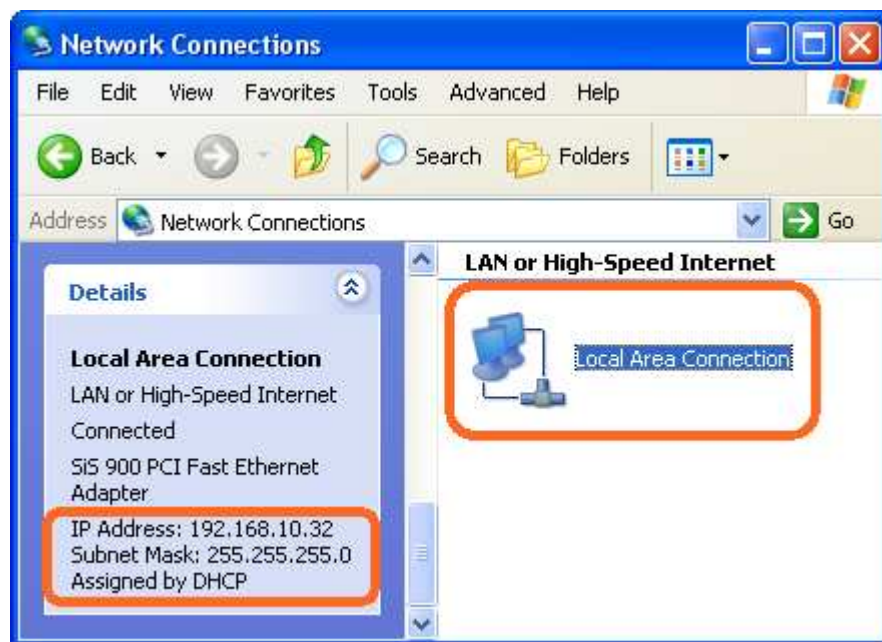 Network Connections
File Edit View Favorites Tools Advanced Help
Back Search Folders
Address Network Connections Go
Details
Local Area Connection
LAN or High-Speed Internet
Connected
SiS 900 PCI Fast Ethernet
Adapter
IP Address: 192.168.10.32
Subnet Mask: 255.255.255.0
Assigned by DHCP
LAN or High-Speed Internet
Local Area Connection